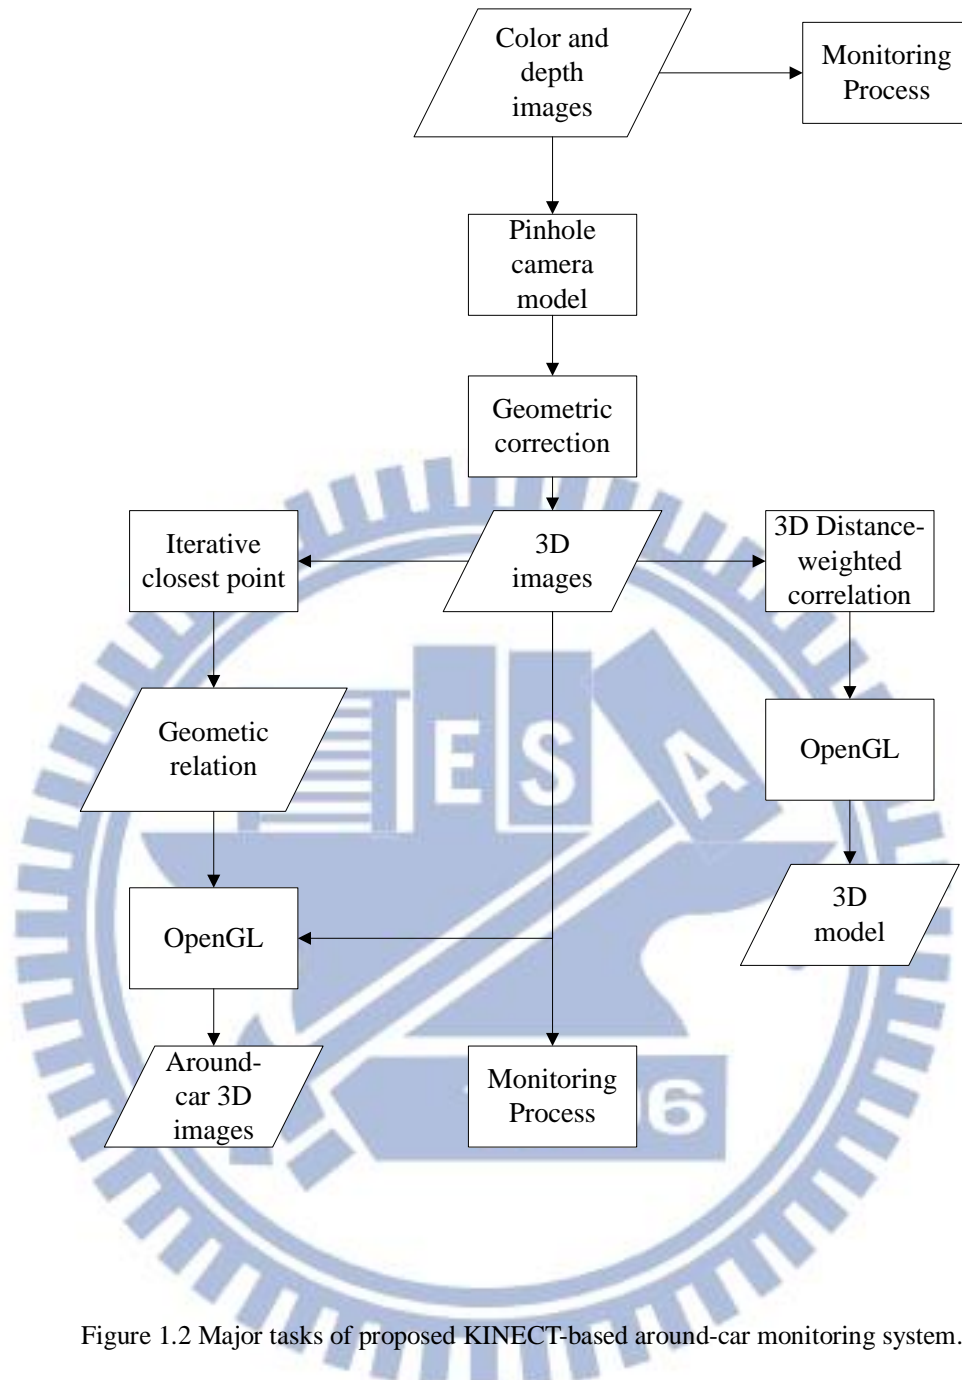 Color and
depth
images
Monitoring
Process
Pinhole
camera
model
Geometric
correction
Iterative
closest point
3D
images
3D Distance-
weighted
correlation
Geometic
relation
E S A
OpenGL
OpenGL
3D
model
Around-
car 3D
images
Monitoring
Process
Figure 1.2 Major tasks of proposed KINECT-based around-car monitoring system.